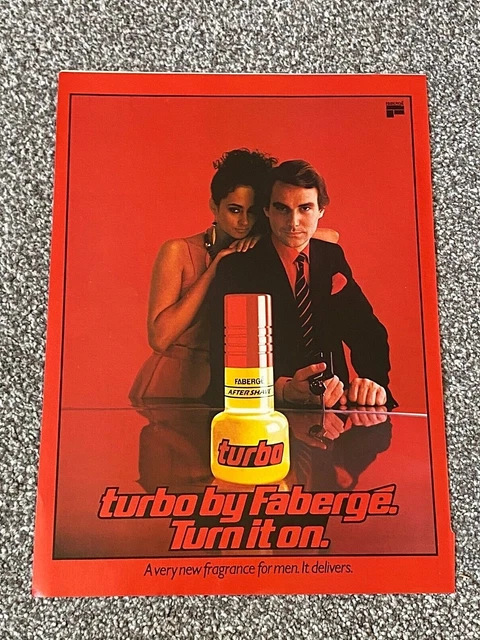 FABERGÉ
AFTER SHAVE
turbo
turbo by Fabergé.
Turn it on.
A very new fragrance for men. It delivers.